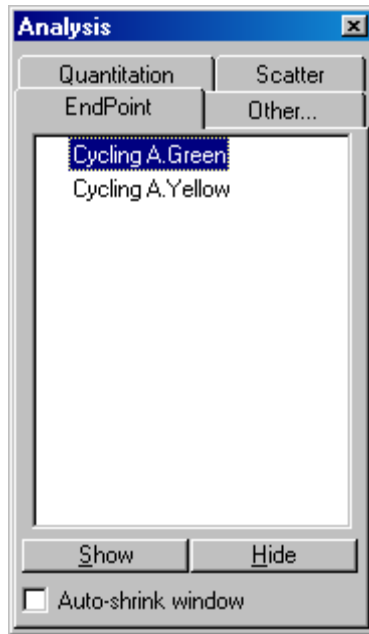 Analysis
Quantitation Scatter
EndPoint Other...
Cycling A.Green
Cycling A.Yellow
Show Hide
Auto-shrink window